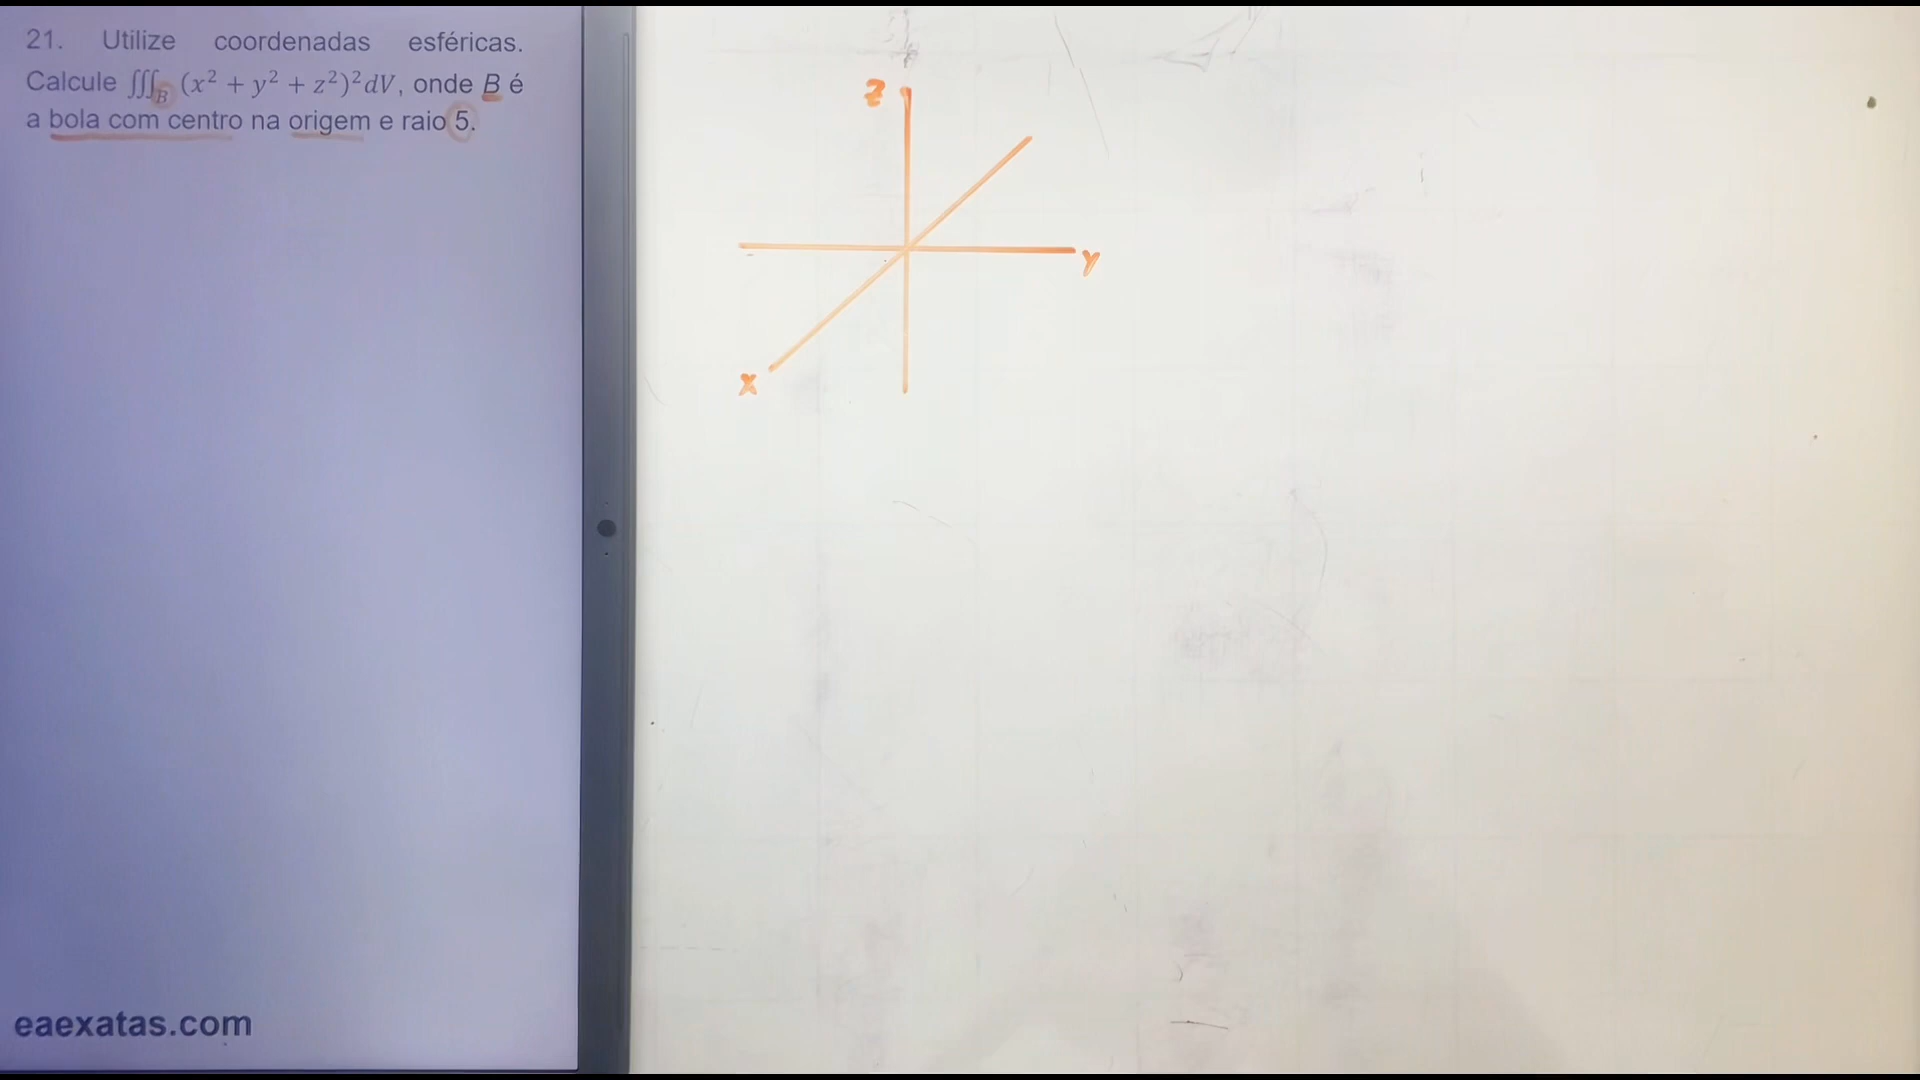 21. Utilize coordenadas esféricas.
Calcule ∭_B (x² + y² + z²)² dV, onde B é
a bola com centro na origem e raio 5.
z
y
x
eaexatas.com